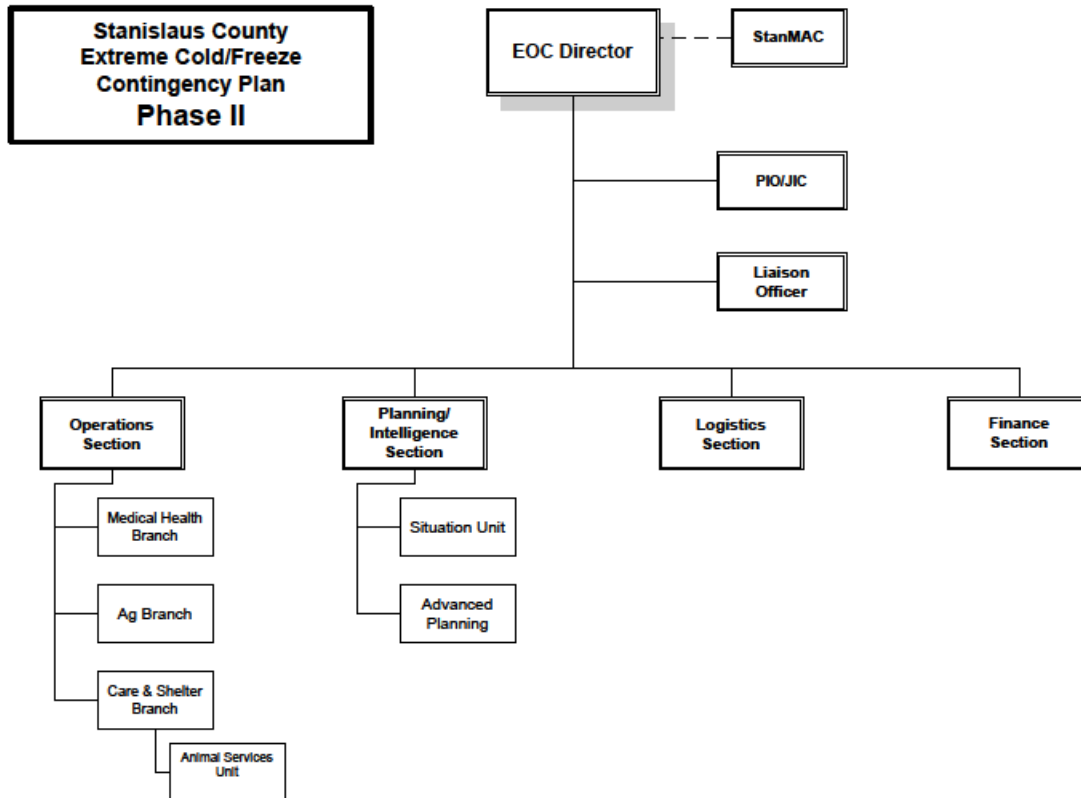 Stanislaus County
Extreme Cold/Freeze
Contingency Plan
Phase II
EOC Director
StanMAC
PIO/JIC
Liaison
Officer
Operations
Section
Planning/
Intelligence
Section
Logistics
Section
Finance
Section
Medical Health
Branch
Ag Branch
Care & Shelter
Branch
Animal Services
Unit
Situation Unit
Advanced
Planning